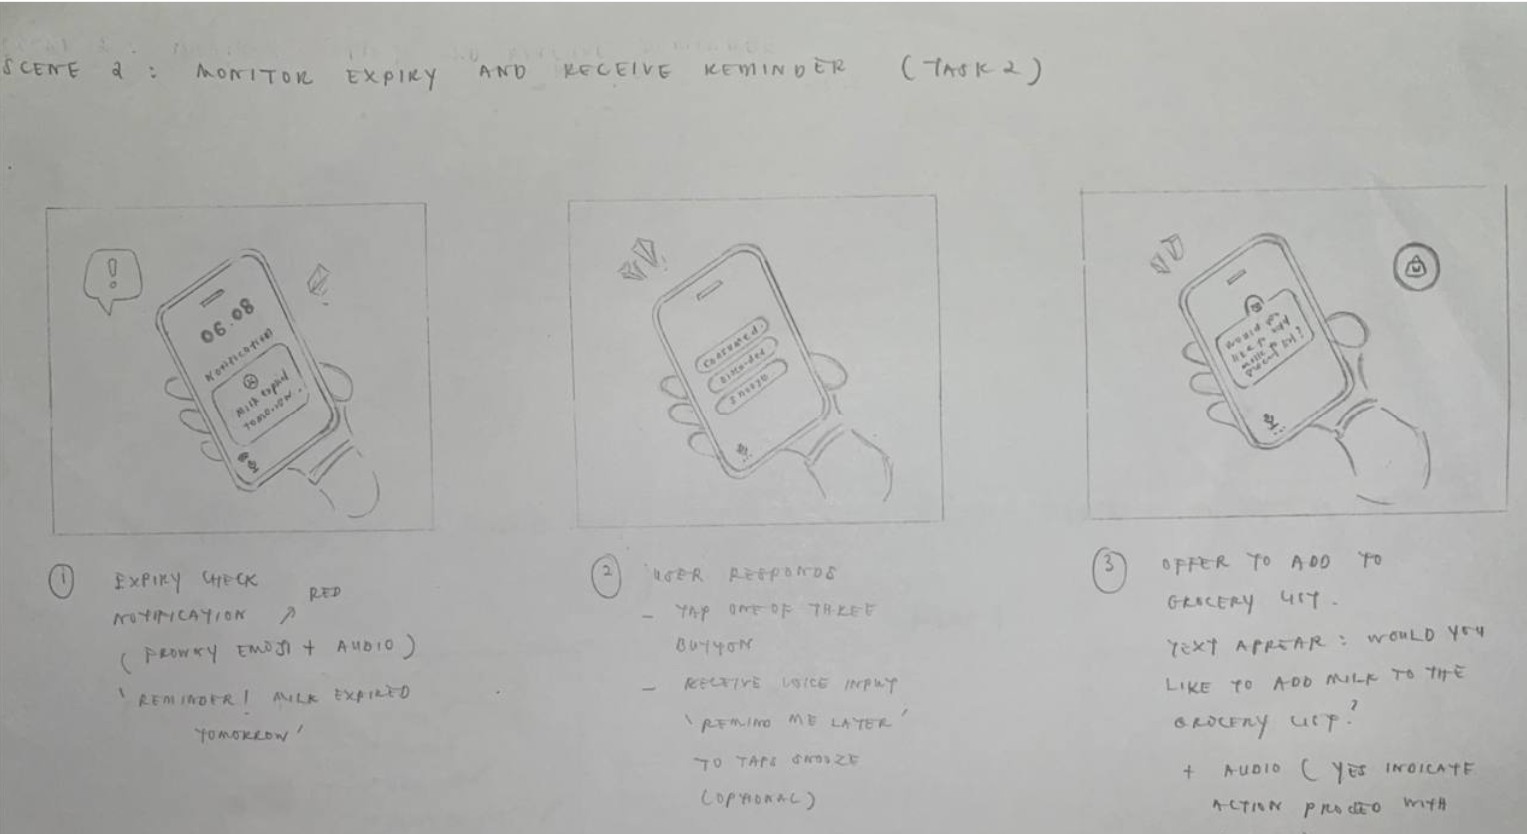 SCENE 2 : MONITOR EXPIRY AND RECEIVE REMINDER (TASK 2)
!
06.08
Notification
Milk expired
tomorrow.
① EXPIRY CHECK
NOTIFICATION ↗ RED
( FROWNY EMOJI + AUDIO )
' REMINDER! MILK EXPIRED
TOMORROW '
Consumed
Discarded
Snooze
② USER RESPONDS
- TAP ONE OF THREE
BUTTON
- RECEIVE VOICE INPUT
' REMIND ME LATER '
TO TAPS SNOOZE
(OPTIONAL)
Would you
like to add
milk to
grocery list?
③ OFFER TO ADD TO
GROCERY LIST.
TEXT APPEAR : WOULD YOU
LIKE TO ADD MILK TO THE
GROCERY LIST?
+ AUDIO ( YES INDICATE
ACTION PROCEED WITH